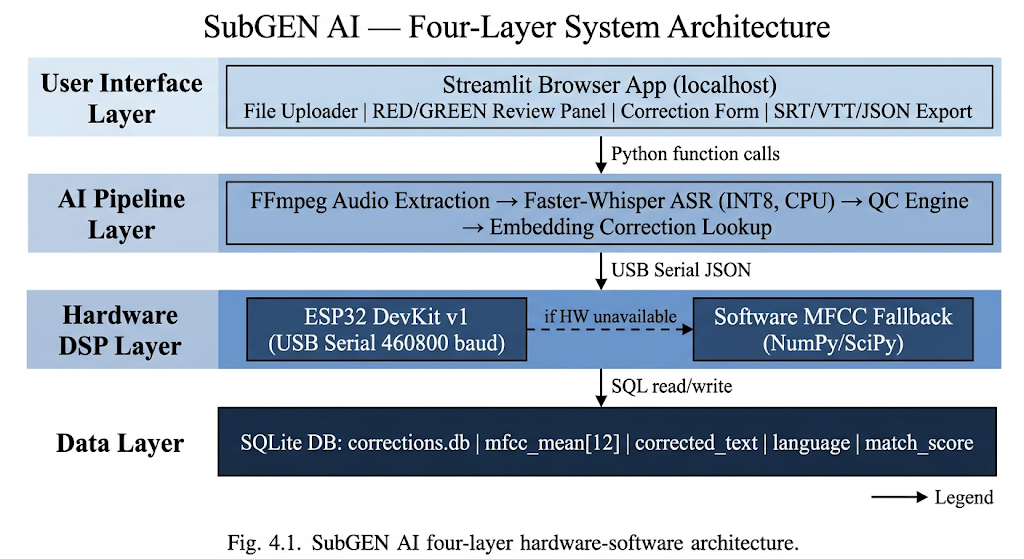 SubGEN AI — Four-Layer System Architecture
User Interface
Layer
Streamlit Browser App (localhost)
File Uploader | RED/GREEN Review Panel | Correction Form | SRT/VTT/JSON Export
Python function calls
AI Pipeline
Layer
FFmpeg Audio Extraction → Faster-Whisper ASR (INT8, CPU) → QC Engine
→ Embedding Correction Lookup
USB Serial JSON
Hardware
DSP Layer
ESP32 DevKit v1
(USB Serial 460800 baud)
if HW unavailable
Software MFCC Fallback
(NumPy/SciPy)
SQL read/write
Data Layer
SQLite DB: corrections.db | mfcc_mean[12] | corrected_text | language | match_score
Legend
Fig. 4.1. SubGEN AI four-layer hardware-software architecture.